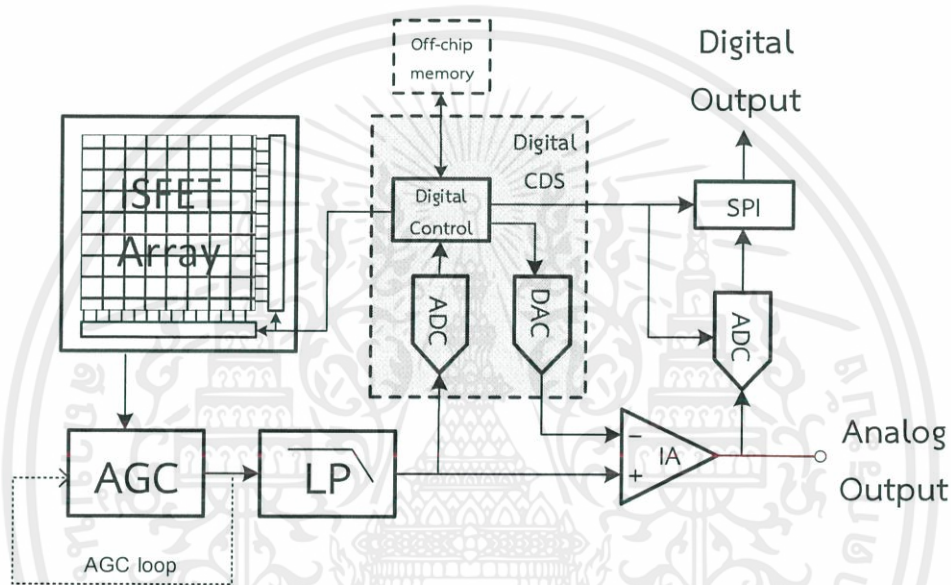 Off-chip
memory
Digital
Output
Digital
CDS
ISFET
Array
Digital
Control
SPI
ADC
DAC
ADC
AGC
LP
IA
−
+
Analog
Output
AGC loop